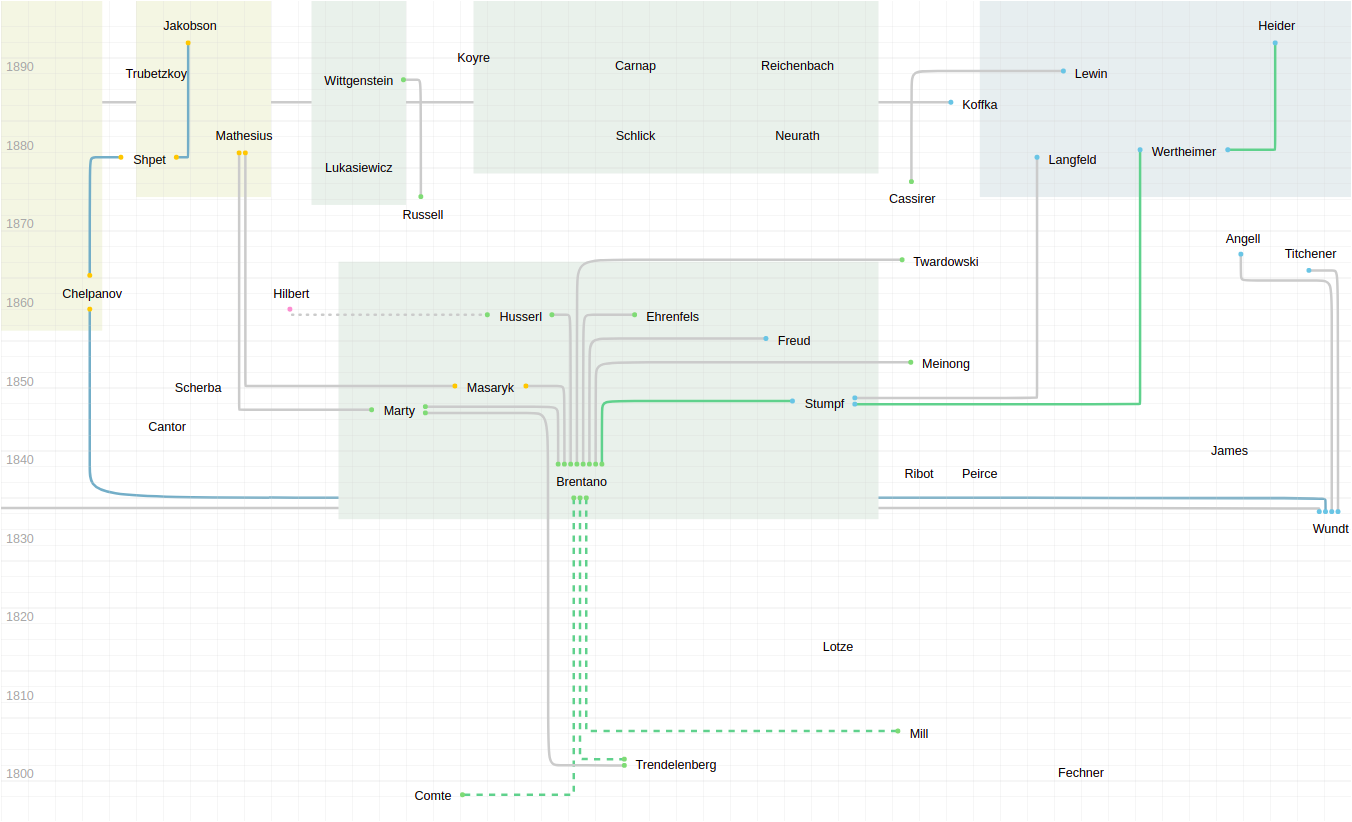 Jakobson
Heider
Koyre
1890
Trubetzkoy
Wittgenstein
Carnap
Reichenbach
Lewin
Koffka
Mathesius
Schlick
Neurath
1880
Shpet
Wertheimer
Langfeld
Lukasiewicz
Cassirer
Russell
1870
Angell
Titchener
Twardowski
Chelpanov
Hilbert
1860
Husserl
Ehrenfels
Freud
Meinong
1850
Scherba
Masaryk
Stumpf
Marty
Cantor
James
1840
Ribot
Peirce
Brentano
Wundt
1830
1820
Lotze
1810
Mill
Trendelenberg
1800
Fechner
Comte